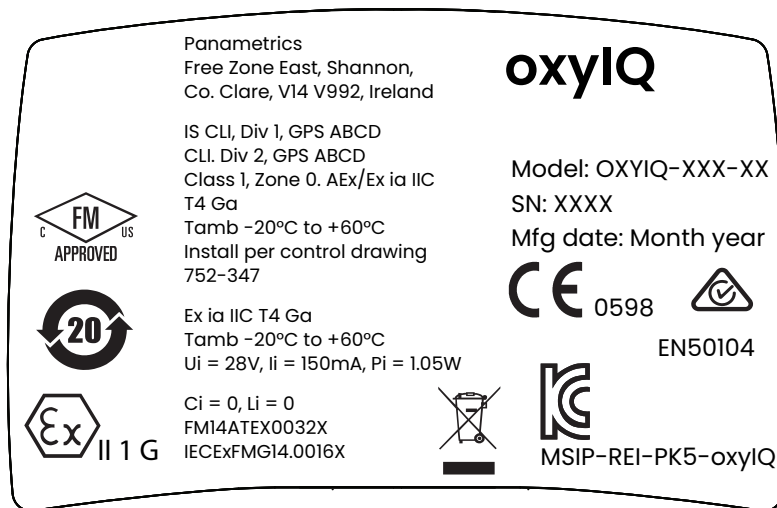 Panametrics
Free Zone East, Shannon,
Co. Clare, V14 V992, Ireland
IS CLI, Div 1, GPS ABCD
CLI. Div 2, GPS ABCD
Class 1, Zone 0. AEx/Ex ia IIC
T4 Ga
Tamb -20°C to +60°C
Install per control drawing
752-347
Ex ia IIC T4 Ga
Tamb -20°C to +60°C
Ui = 28V, Ii = 150mA, Pi = 1.05W
Ci = 0, Li = 0
FM14ATEX0032X
IECExFMG14.0016X
C FM US
APPROVED
20
Ex II 1 G
oxyIQ
Model: OXYIQ-XXX-XX
SN: XXXX
Mfg date: Month year
CE 0598
EN50104
KC
MSIP-REI-PK5-oxyIQ